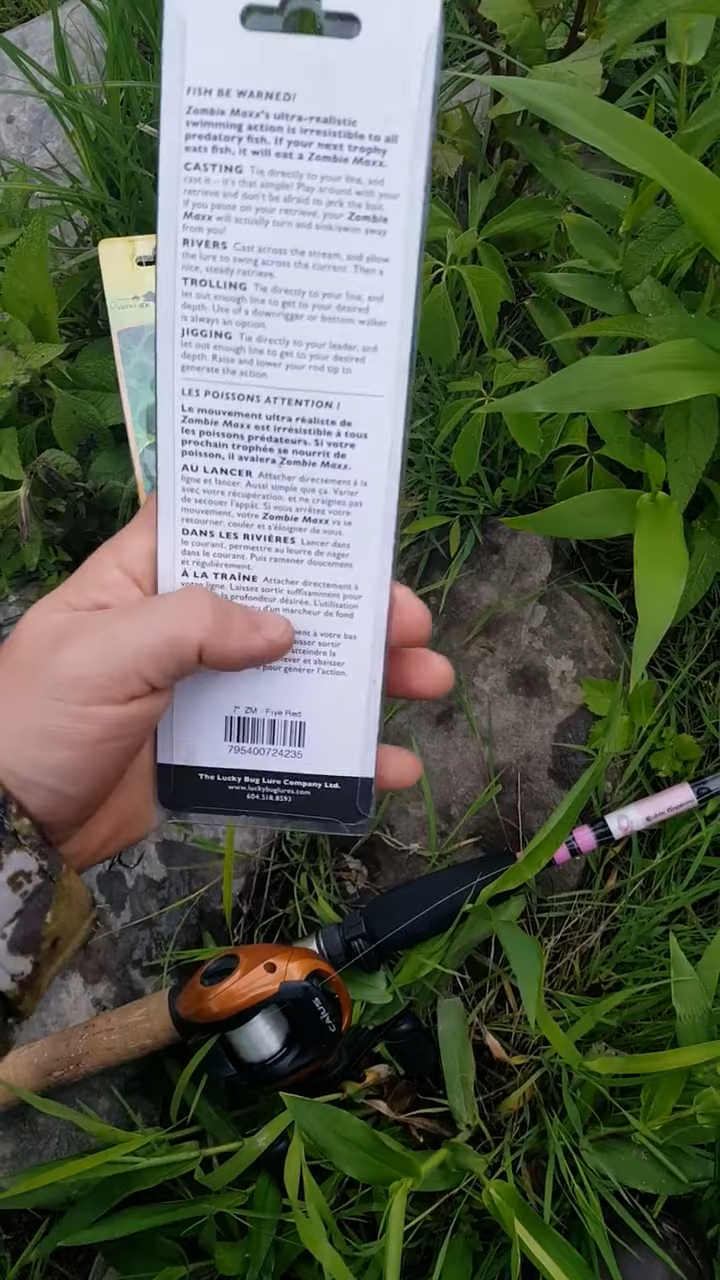 FISH BE WARNED!
Zombie Maxx's ultra-realistic
swimming action is irresistible to all
predatory fish. If your next trophy
eats fish, it will eat a Zombie Maxx.
CASTING Tie directly to your line, and
cast it – it's that simple! Play around with your
retrieve and don't be afraid to jerk the bait.
If you pause on your retrieve, your Zombie
Maxx will actually turn and sink/swim away
from you!
RIVERS Cast across the stream, and allow
the lure to swing across the current. Then a
nice, steady retrieve.
TROLLING Tie directly to your line, and
let out enough line to get to your desired
depth. Use of a downrigger or bottom walker
is always an option.
JIGGING Tie directly to your leader, and
let out enough line to get to your desired
depth. Raise and lower your rod tip to
generate the action.
LES POISSONS ATTENTION !
Le mouvement ultra réaliste de
Zombie Maxx est irrésistible à tous
les poissons prédateurs. Si votre
prochain trophée se nourrit de
poisson, il avalera Zombie Maxx.
AU LANCER Attacher directement à la
ligne et lancer. Aussi simple que ça. Varier
avec votre récupération, et ne craignez pas
de secouer l'appât. Si vous arrêtez votre
mouvement, votre Zombie Maxx va se
retourner, couler et s'éloigner de vous.
DANS LES RIVIÈRES Lancer dans
le courant, permettre au leurre de nager
dans le courant. Puis ramener doucement
et régulièrement.
À LA TRAÎNE Attacher directement à
votre ligne. Laissez sortir suffisamment pour
la profondeur désirée. L'utilisation
d'un marcheur de fond
à votre bas
sortir
atteindre la
et abaisser
pour générer l'action.
7" ZM - Five Red
795400724235
The Lucky Bug Lure Company Ltd.
www.luckybuglures.com
604.518.8593
CAIUS